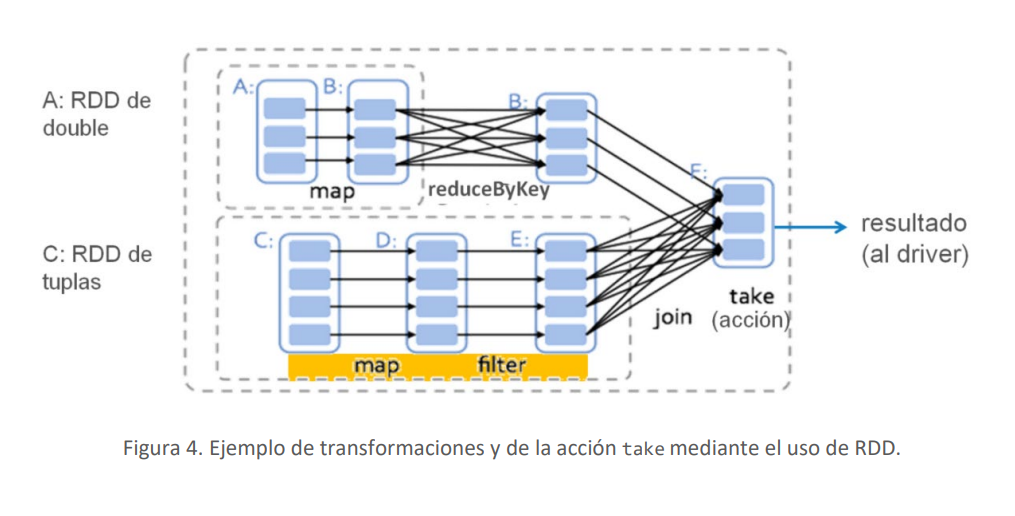 A: RDD de
double
A:
B:
B:
map
reduceByKey
F:
resultado
(al driver)
C: RDD de
tuplas
C:
D:
E:
take
(acción)
join
map
filter
Figura 4. Ejemplo de transformaciones y de la acción take mediante el uso de RDD.